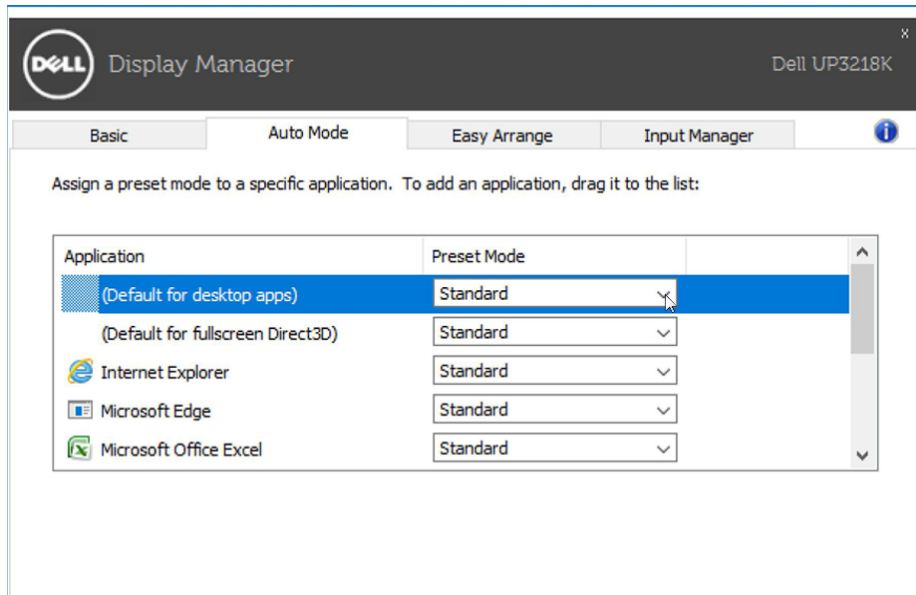 DELL Display Manager
Dell UP3218K
x
Basic Auto Mode Easy Arrange Input Manager i
Assign a preset mode to a specific application. To add an application, drag it to the list:
Application Preset Mode
(Default for desktop apps) Standard
(Default for fullscreen Direct3D) Standard
Internet Explorer Standard
Microsoft Edge Standard
Microsoft Office Excel Standard